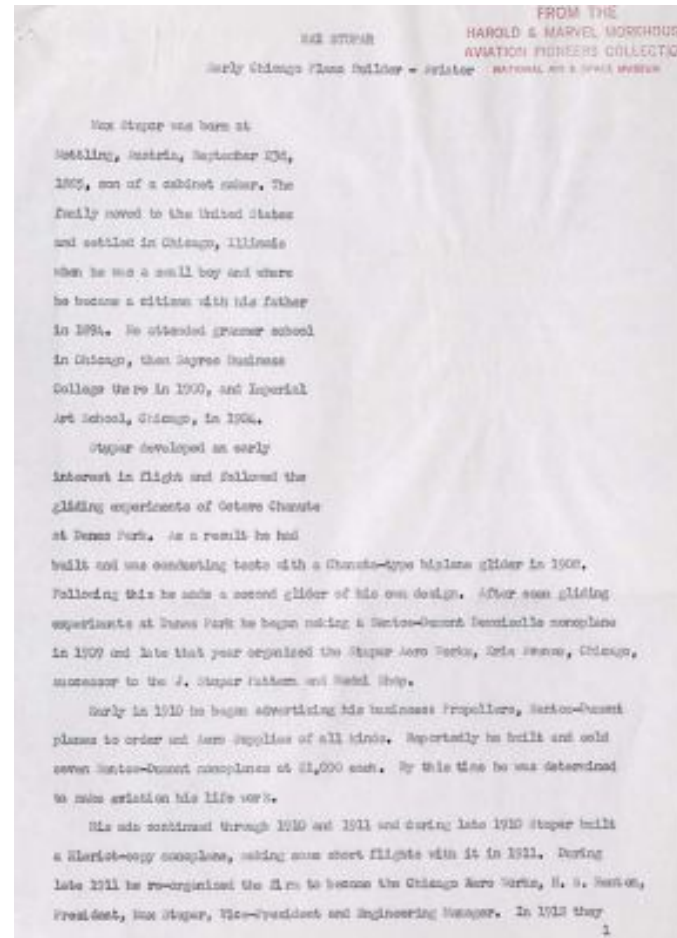 MAX STUPAR
FROM THE
HAROLD & MARVEL MOREHOUS
AVIATION PIONEERS COLLECTIO
NATIONAL AIR & SPACE MUSEUM
Early Chicago Plane Builder - Aviator
Max Stupar was born at
Mettling, Austria, September 23d,
1885, son of a cabinet maker. The
family moved to the United States
and settled in Chicago, Illinois
when he was a small boy and where
he became a citizen with his father
in 1894. He attended grammer school
in Chicago, then Business
College there in 1900, and Imperial
Art School, Chicago, in 1904.
Stupar developed an early
interest in flight and followed the
gliding experiments of Octave Chanute
at Dunes Park. As a result he had
built and was conducting tests with a Chanute-type biplane glider in 1908.
Following this he made a second glider of his own design. After some gliding
experiments at Dunes Park he began making a Santos-Dumont Demoiselle monoplane
in 1909 and late that year organized the Stupar Aero Works, Erie Avenue, Chicago,
successor to the J. Stupar Pattern and Model Shop.
Early in 1910 he began advertising his business Propellers, Santos-Dumont
planes to order and Aero Supplies of all kinds. Reportedly he built and sold
seven Santos-Dumont monoplanes at $1,000 each. By this time he was determined
to make aviation his life work.
His ads continued through 1910 and 1911 and during late 1910 Stupar built
a Bleriot-copy monoplane, making some short flights with it in 1911. During
late 1911 he re-organized the firm to become the Chicago Aero Works, H. S. Renton,
President, Max Stupar, Vice-President and Engineering Manager. In 1912 they
1